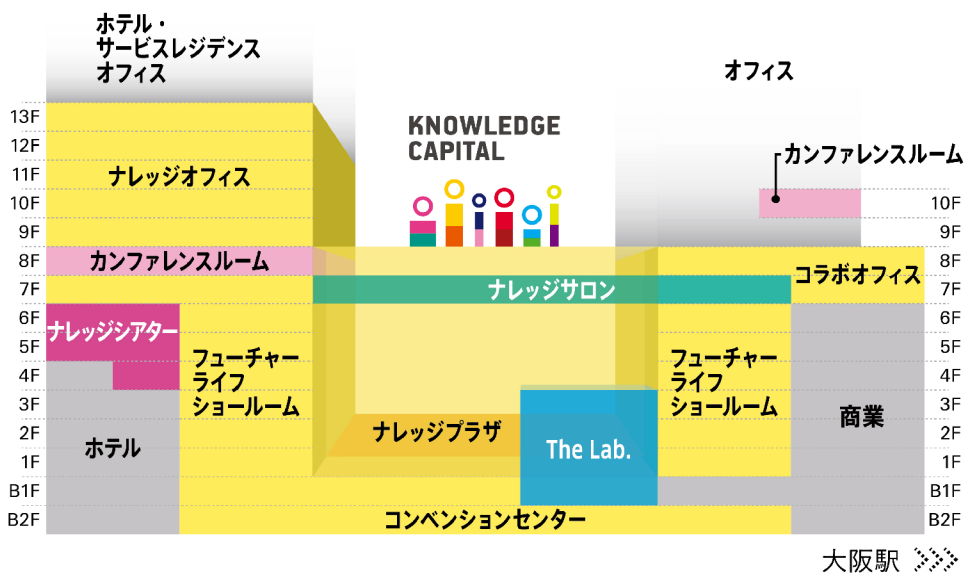 ホテル・
サービスレジデンス
オフィス
オフィス
13F
12F
KNOWLEDGE
CAPITAL
カンファレンスルーム
11F
ナレッジオフィス
10F
10F
9F
9F
8F
カンファレンスルーム
コラボオフィス
8F
7F
ナレッジサロン
7F
6F
ナレッジシアター
6F
5F
フューチャー
ライフ
ショールーム
フューチャー
ライフ
ショールーム
5F
4F
4F
3F
商業
3F
2F
ナレッジプラザ
2F
ホテル
The Lab.
1F
1F
B1F
B1F
B2F
コンベンションセンター
B2F
大阪駅